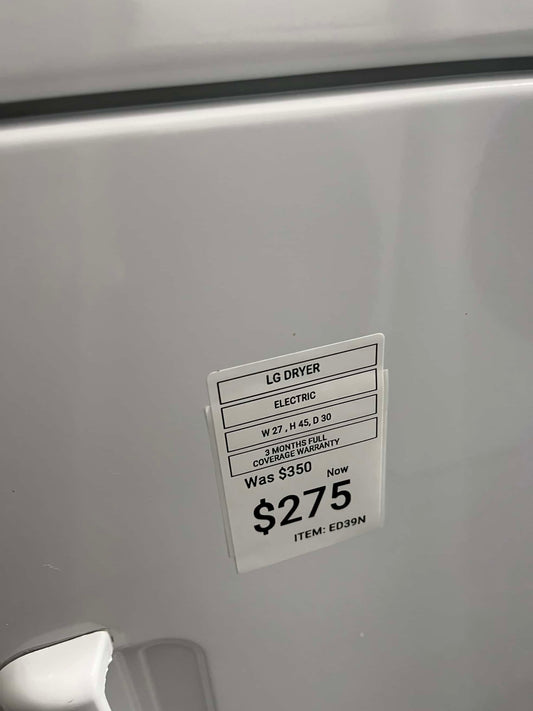 LG DRYER
ELECTRIC
W 27 , H 45, D 30
3 MONTHS FULL
COVERAGE WARRANTY
Was $350 Now
$275
ITEM: ED39N